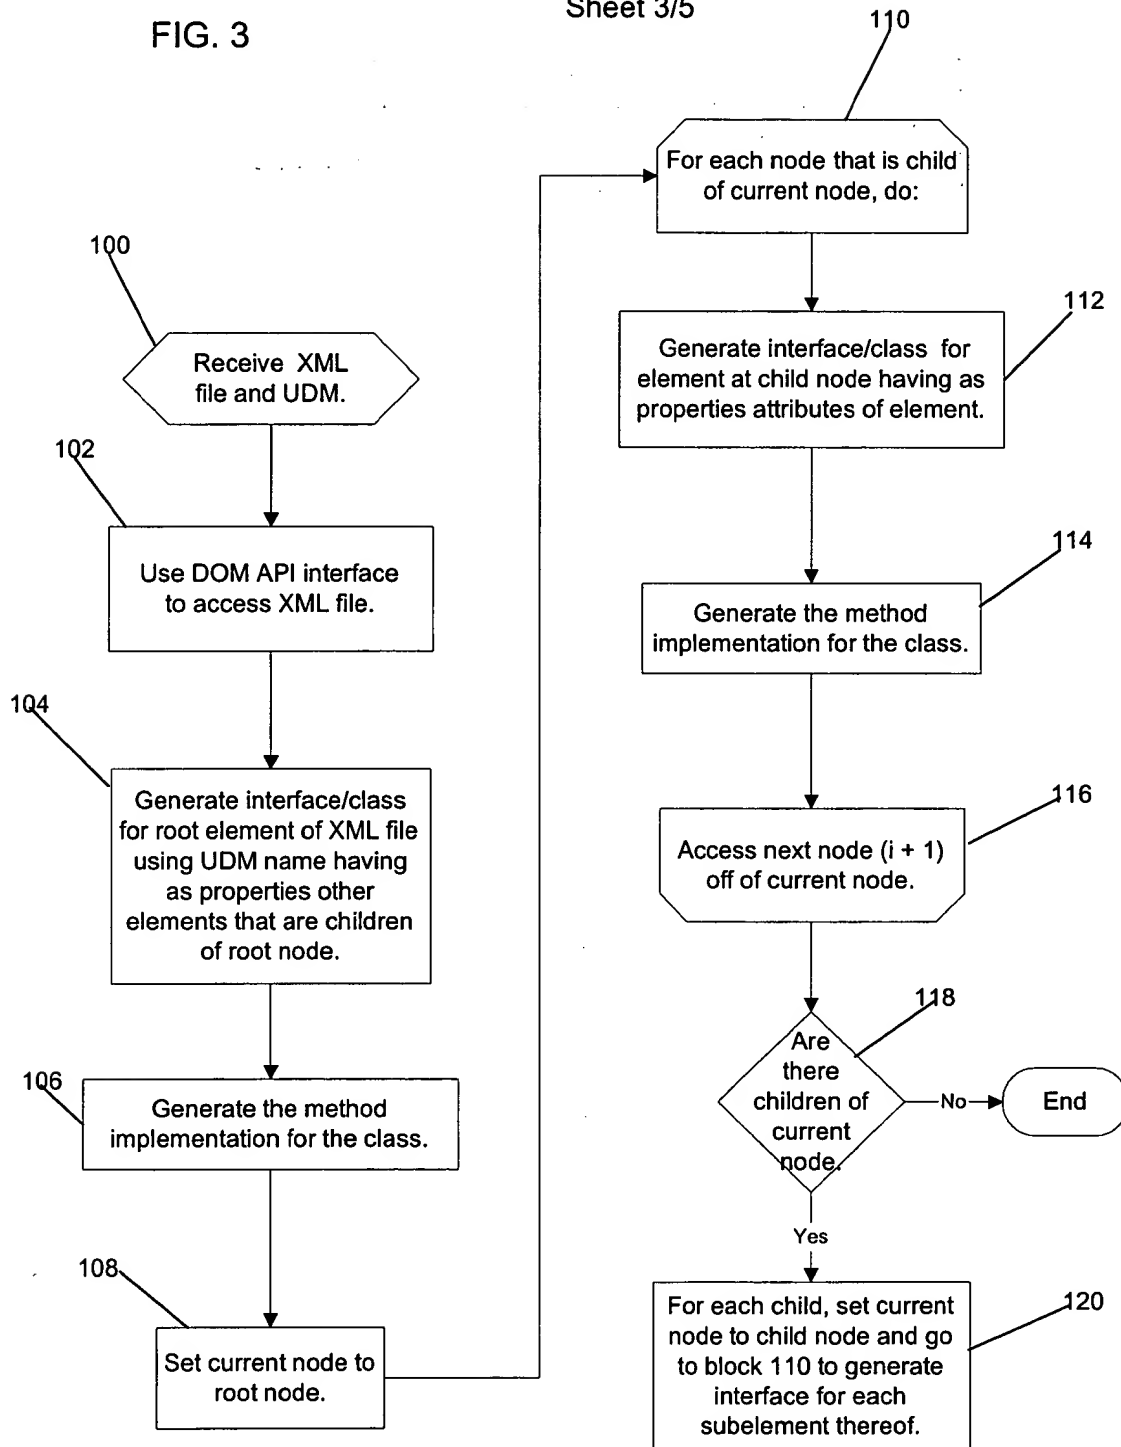 FIG. 3
Sheet 3/5
100
Receive XML
file and UDM.
102
Use DOM API interface
to access XML file.
104
Generate interface/class
for root element of XML file
using UDM name having
as properties other
elements that are children
of root node.
106
Generate the method
implementation for the class.
108
Set current node to
root node.
110
For each node that is child
of current node, do:
112
Generate interface/class for
element at child node having as
properties attributes of element.
114
Generate the method
implementation for the class.
116
Access next node (i + 1)
off of current node.
118
Are
there
children of
current
node.
No
End
Yes
120
For each child, set current
node to child node and go
to block 110 to generate
interface for each
subelement thereof.